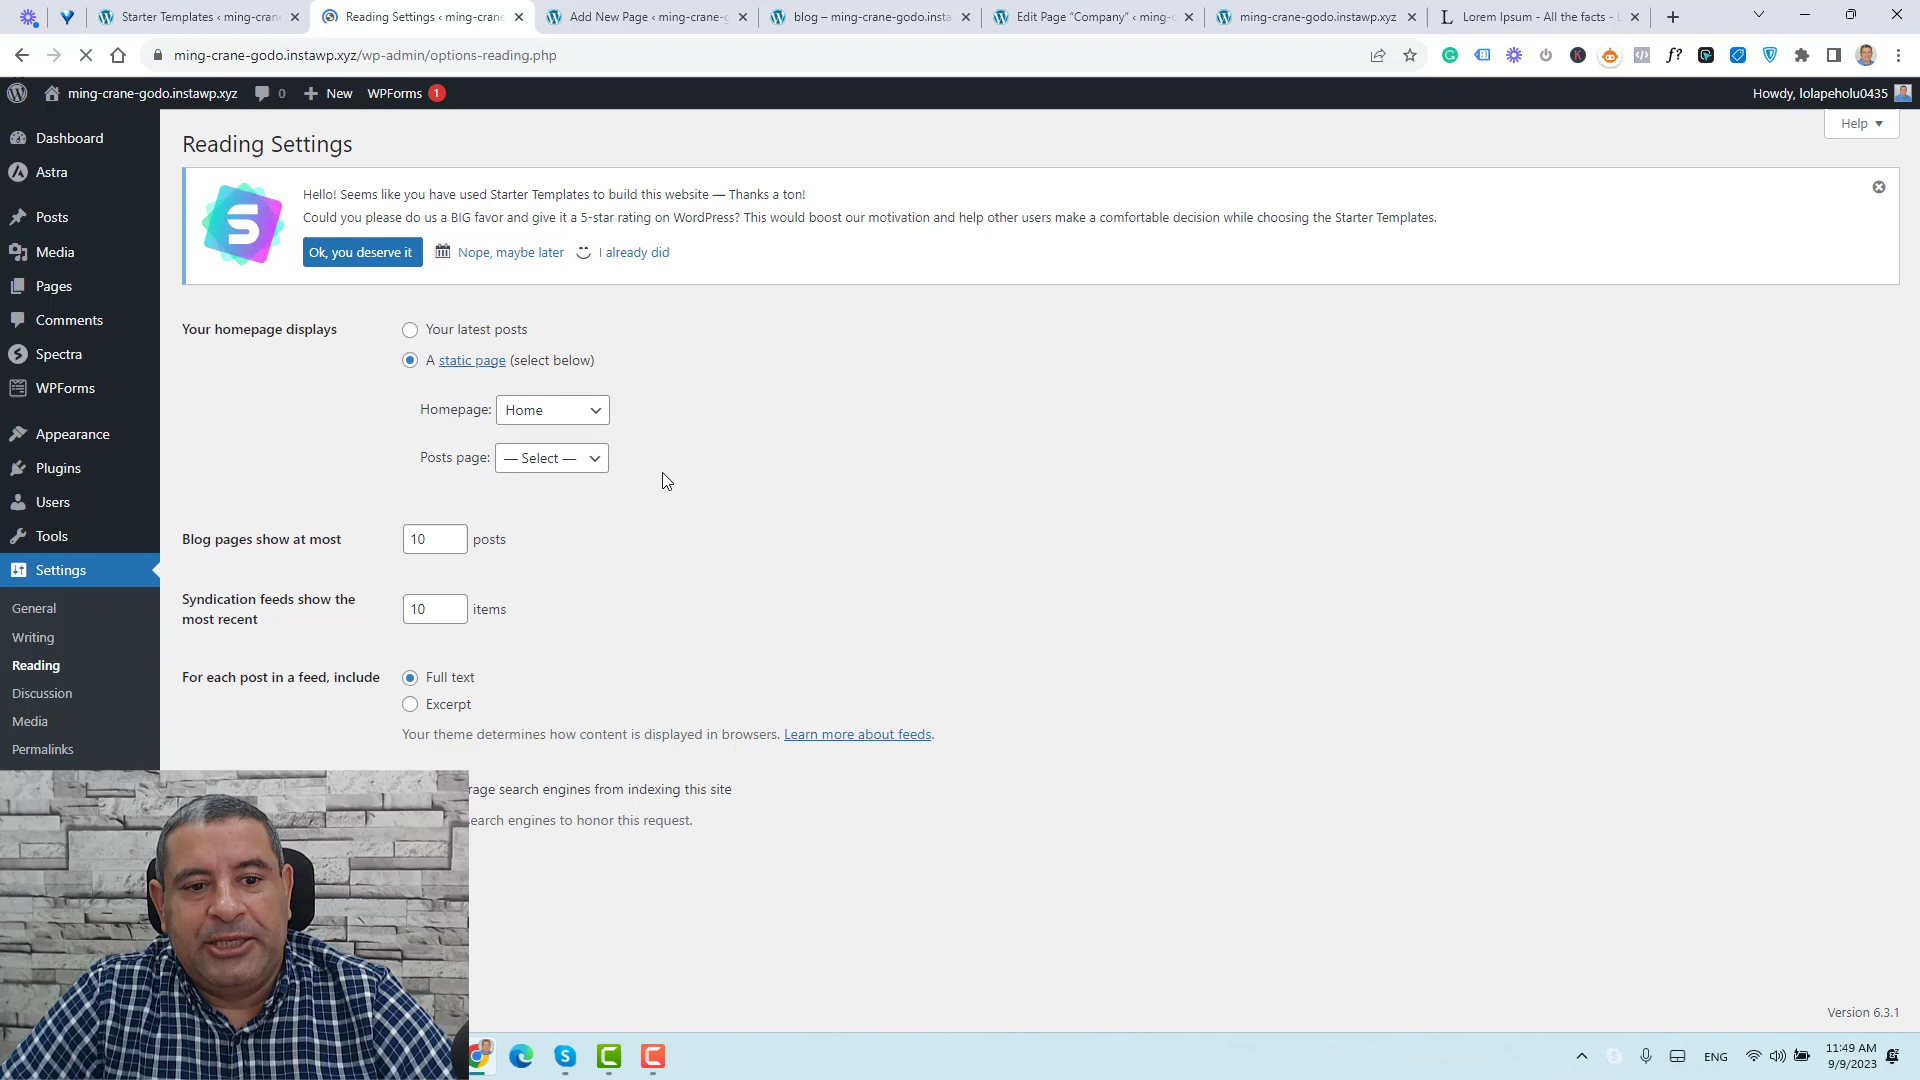 Starter Templates ‹ ming-crane
Reading Settings ‹ ming-crane
Add New Page ‹ ming-crane-g
blog – ming-crane-godo.insta
Edit Page “Company” ‹ ming-c
ming-crane-godo.instawp.xyz
Lorem Ipsum - All the facts - L
ming-crane-godo.instawp.xyz/wp-admin/options-reading.php
ming-crane-godo.instawp.xyz
0
New
WPForms 1
Howdy, lolapeholu0435
Help
Dashboard
Astra
Posts
Media
Pages
Comments
Spectra
WPForms
Appearance
Plugins
Users
Tools
Settings
General
Writing
Reading
Discussion
Media
Permalinks
Reading Settings
Hello! Seems like you have used Starter Templates to build this website — Thanks a ton!
Could you please do us a BIG favor and give it a 5-star rating on WordPress? This would boost our motivation and help other users make a comfortable decision while choosing the Starter Templates.
Ok, you deserve it
Nope, maybe later
I already did
Your homepage displays
Your latest posts
A static page (select below)
Homepage: Home
Posts page: — Select —
Blog pages show at most 10 posts
Syndication feeds show the most recent 10 items
For each post in a feed, include
Full text
Excerpt
Your theme determines how content is displayed in browsers. Learn more about feeds.
rage search engines from indexing this site
earch engines to honor this request.
Version 6.3.1
ENG
11:49 AM
9/9/2023